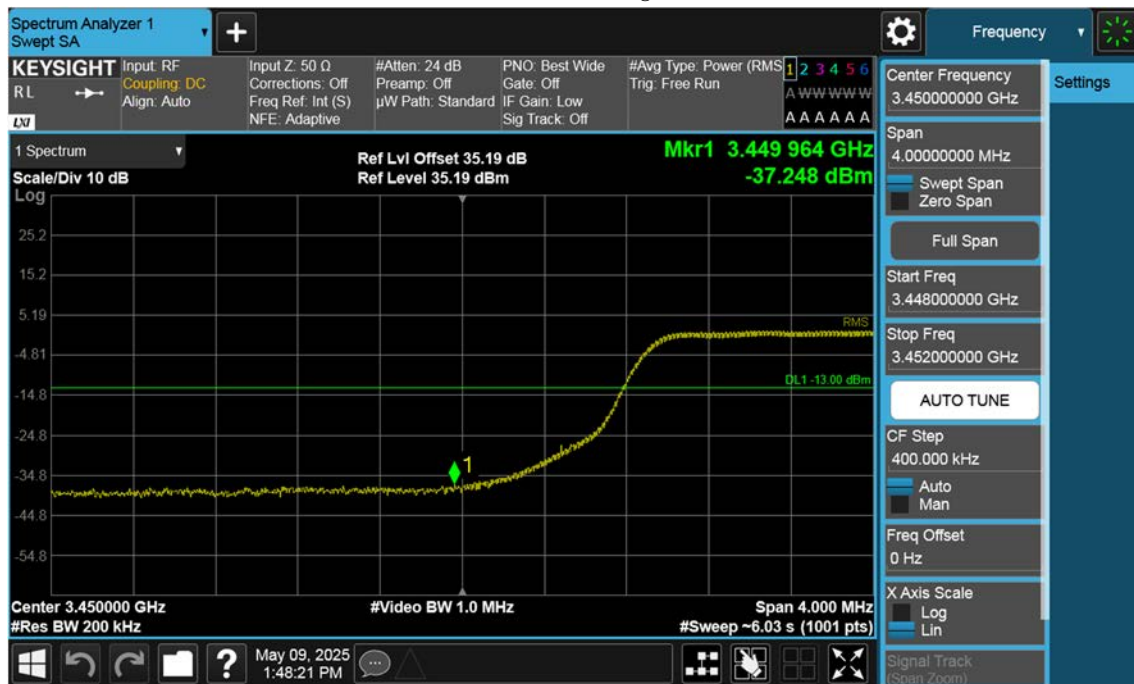 Spectrum Analyzer 1
Swept SA
Frequency
KEYSIGHT
RL
LXI
Input: RF
Coupling: DC
Align: Auto
Input Z: 50 Ω
Corrections: Off
Freq Ref: Int (S)
NFE: Adaptive
#Atten: 24 dB
Preamp: Off
µW Path: Standard
PNO: Best Wide
Gate: Off
IF Gain: Low
Sig Track: Off
#Avg Type: Power (RMS
Trig: Free Run
1 2 3 4 5 6
A W W W W W
A A A A A A
1 Spectrum
Scale/Div 10 dB
Ref Lvl Offset 35.19 dB
Ref Level 35.19 dBm
Mkr1 3.449 964 GHz
-37.248 dBm
Log
25.2
15.2
5.19
-4.81
-14.8
-24.8
-34.8
-44.8
-54.8
RMS
DL1 -13.00 dBm
1
Center 3.450000 GHz
#Res BW 200 kHz
#Video BW 1.0 MHz
Span 4.000 MHz
#Sweep ~6.03 s (1001 pts)
Center Frequency
3.450000000 GHz
Settings
Span
4.00000000 MHz
Swept Span
Zero Span
Full Span
Start Freq
3.448000000 GHz
Stop Freq
3.452000000 GHz
AUTO TUNE
CF Step
400.000 kHz
Auto
Man
Freq Offset
0 Hz
X Axis Scale
Log
Lin
Signal Track
(Span Zoom)
?
May 09, 2025
1:48:21 PM